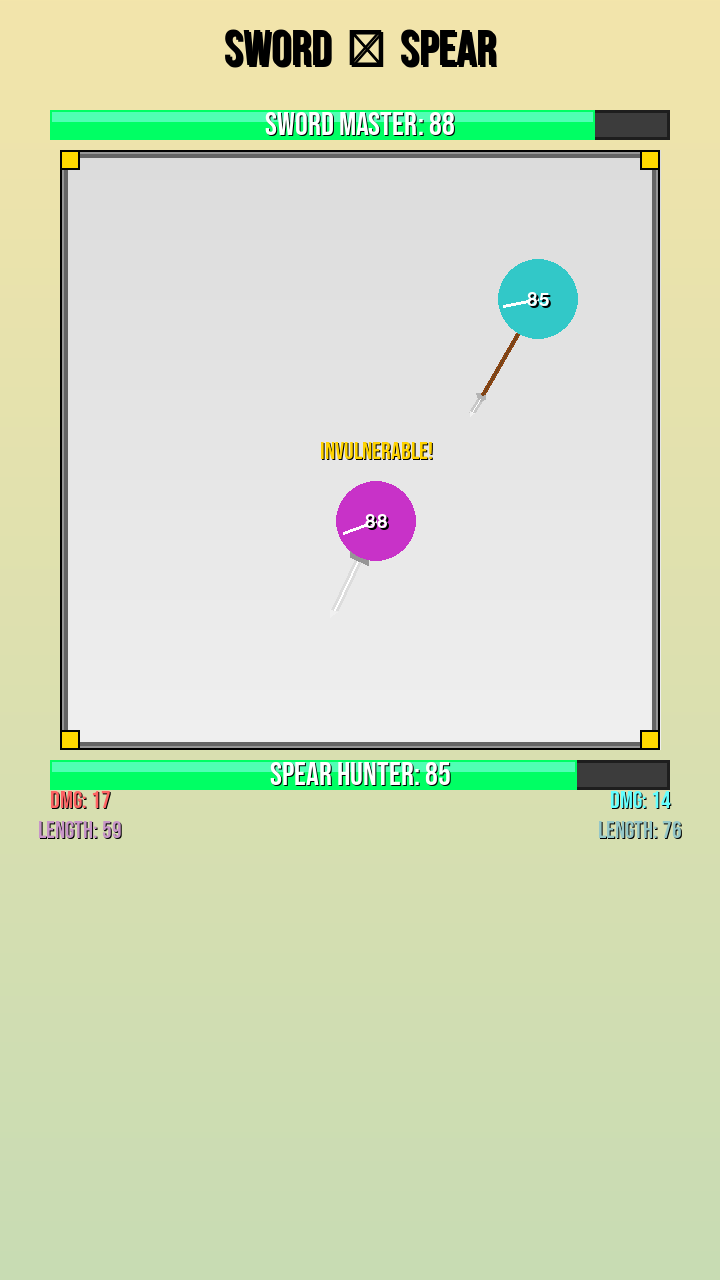 SWORD SPEAR
SWORD MASTER: 88
85
INVULNERABLE!
88
SPEAR HUNTER: 85
DMG: 17 DMG: 14
LENGTH: 59 LENGTH: 76